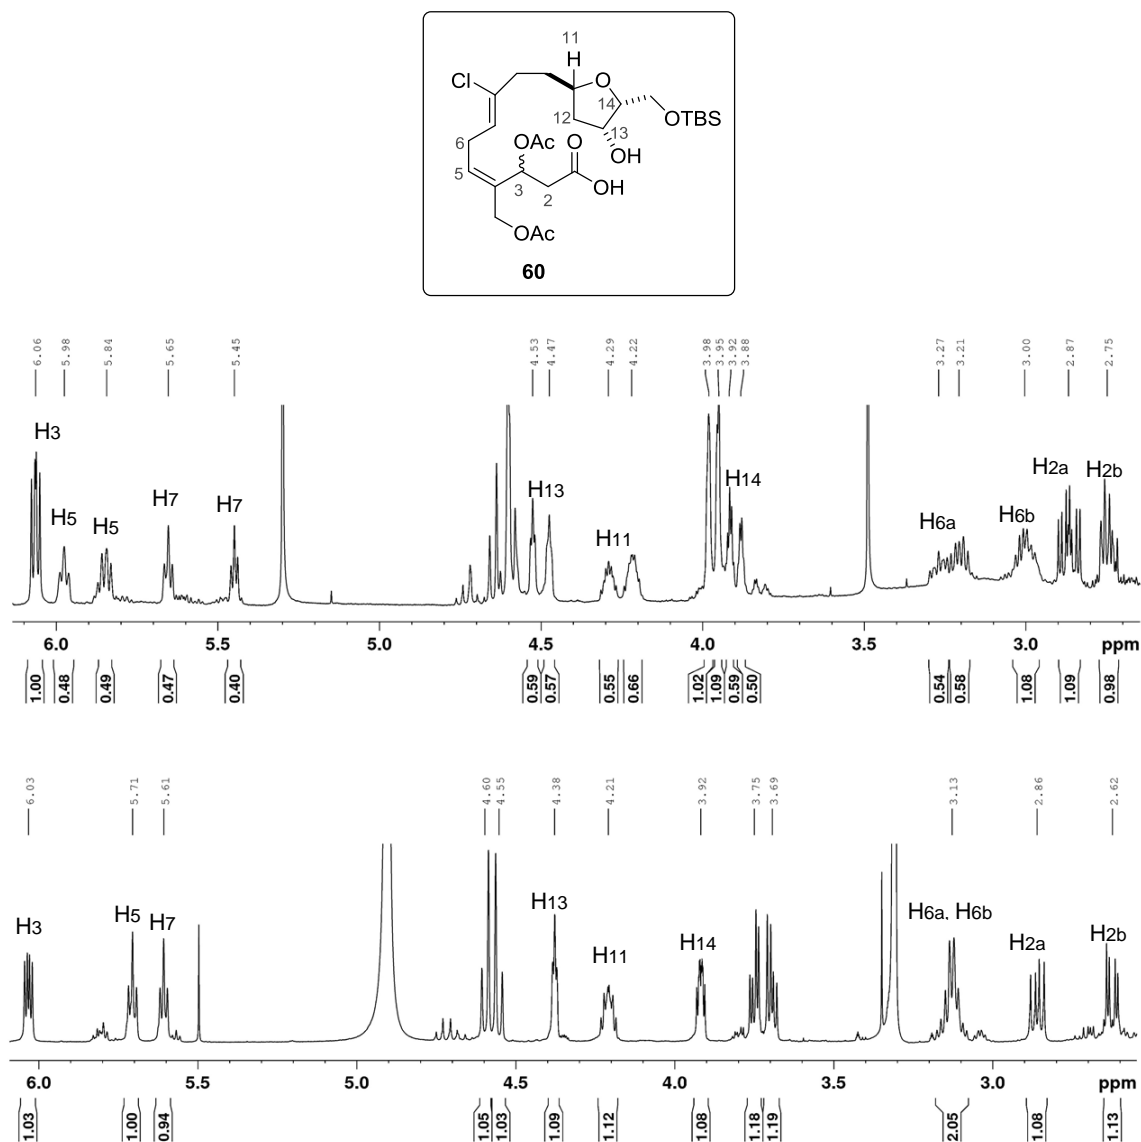 11
H
Cl
O
14
12
OTBS
13
6
OAc
O
OH
5
3
2
OH
OAc
60
6.06 5.98 5.84 5.65 5.45 4.53 4.47 4.29 4.22 3.98 3.95 3.92 3.88 3.27 3.21 3.00 2.87 2.75
H3 H5 H5 H7 H7 H13 H11 H14 H6a H6b H2a H2b
6.0 5.5 5.0 4.5 4.0 3.5 3.0 ppm
1.00 0.48 0.49 0.47 0.40 0.59 0.57 0.55 0.66 1.02 1.09 0.59 0.50 0.54 0.58 1.08 1.09 0.98
6.03 5.71 5.61 4.60 4.55 4.38 4.21 3.92 3.75 3.69 3.13 2.86 2.62
H3 H5 H7 H13 H11 H14 H6a, H6b H2a H2b
6.0 5.5 5.0 4.5 4.0 3.5 3.0 ppm
1.03 1.00 0.94 1.05 1.03 1.09 1.12 1.08 1.18 1.19 2.05 1.08 1.13